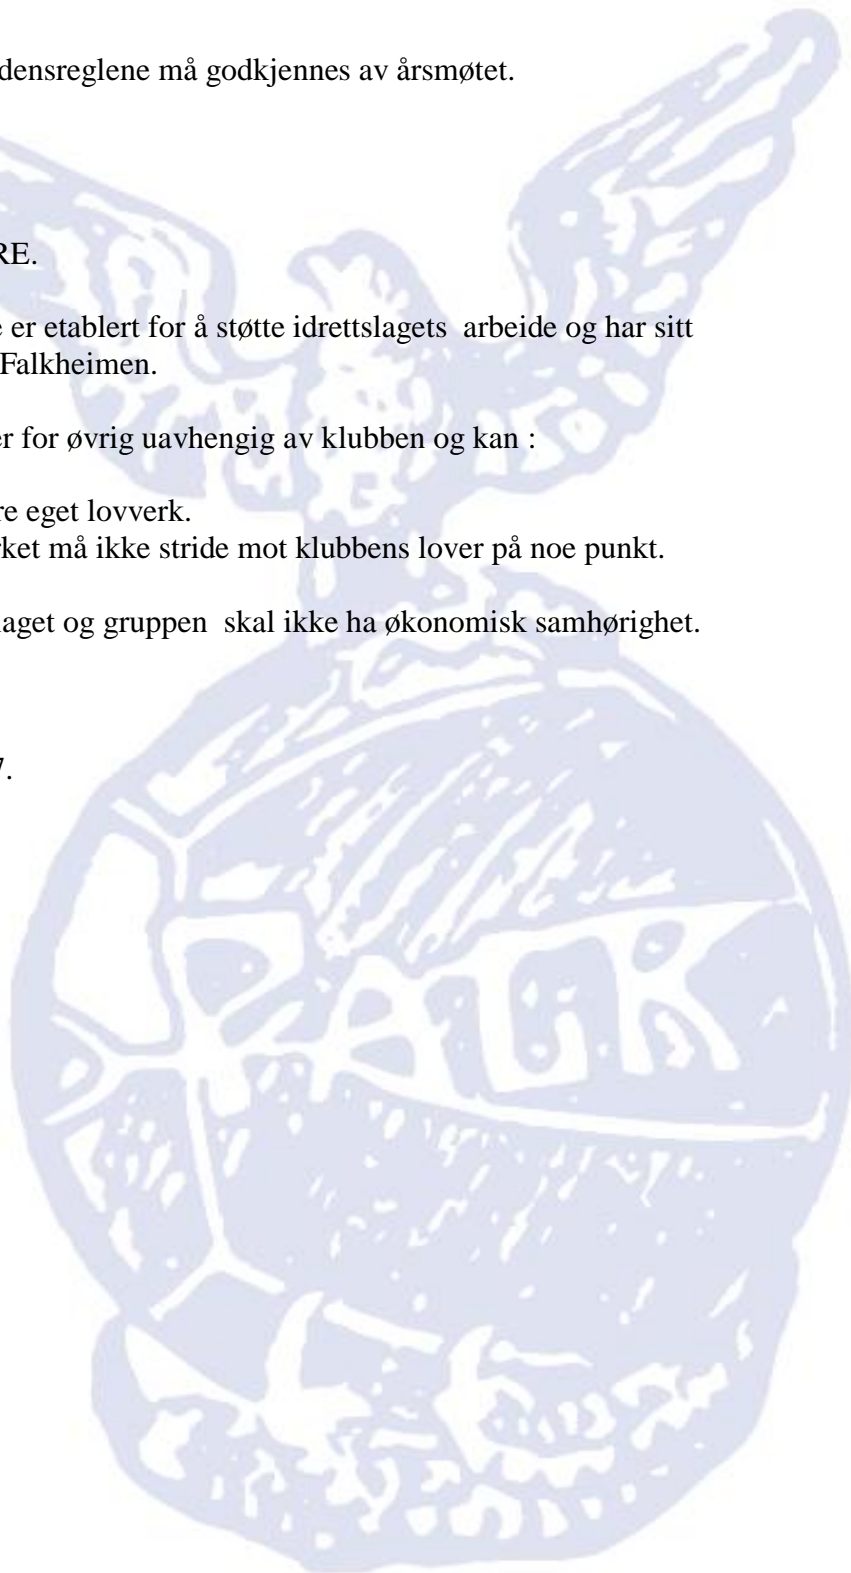 densreglene må godkjennes av årsmøtet.
RE.
e er etablert for å støtte idrettslagets  arbeide og har sitt
Falkheimen.
er for øvrig uavhengig av klubben og kan :
re eget lovverk.
rket må ikke stride mot klubbens lover på noe punkt.
laget og gruppen  skal ikke ha økonomisk samhørighet.
7.
FALK